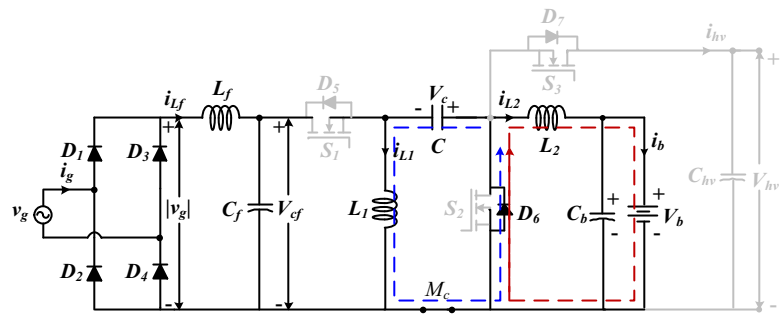 D7
ihv
S3
+
iLf
Lf
D5
S1
- Vc +
C
iL2
L2
+
D1
D3
iL1
ib
ig
vg
|vg|
Cf
Vcf
L1
S2
D6
Cb
+
-
+
-
Vb
Chv
Vhv
D2
D4
Mc
-
-
-
+
+